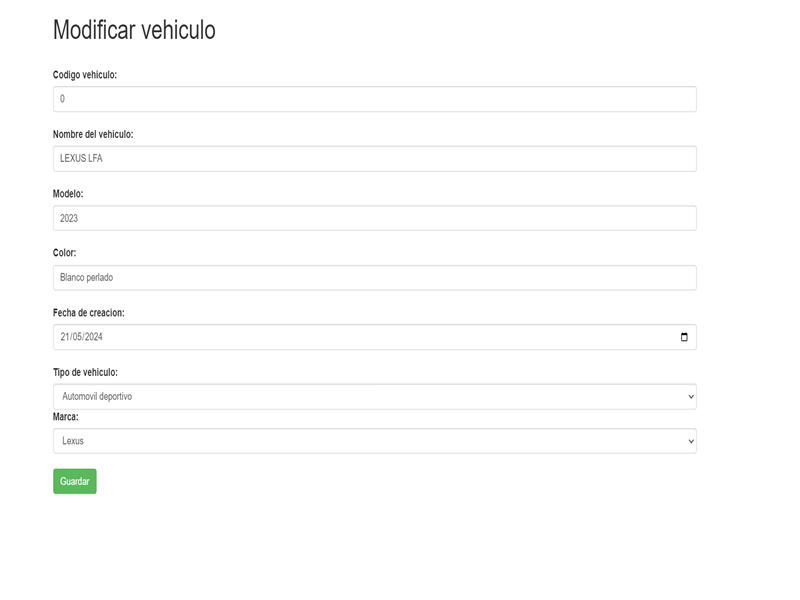 Modificar vehiculo
Codigo vehiculo:
0
Nombre del vehiculo:
LEXUS LFA
Modelo:
2023
Color:
Blanco perlado
Fecha de creacion:
21/05/2024
Tipo de vehiculo:
Automovil deportivo
Marca:
Lexus
Guardar